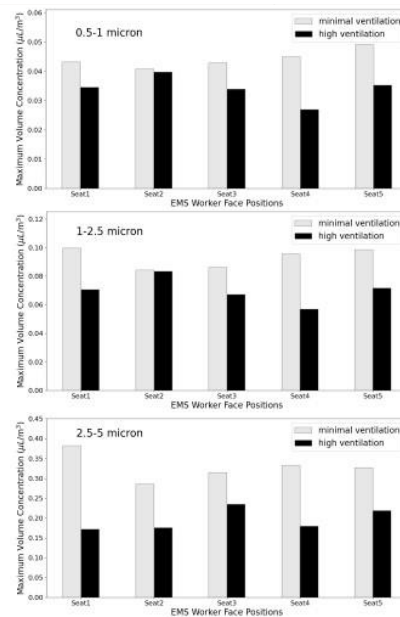 0.5-1 micron
minimal ventilation
high ventilation
Maximum Volume Concentration (μL/m³)
0.06
0.05
0.04
0.03
0.02
0.01
0.00
Seat1 Seat2 Seat3 Seat4 Seat5
EMS Worker Face Positions
1-2.5 micron
minimal ventilation
high ventilation
Maximum Volume Concentration (μL/m³)
0.12
0.10
0.08
0.06
0.04
0.02
0.00
Seat1 Seat2 Seat3 Seat4 Seat5
EMS Worker Face Positions
2.5-5 micron
minimal ventilation
high ventilation
Maximum Volume Concentration (μL/m³)
0.45
0.40
0.35
0.30
0.25
0.20
0.15
0.10
0.05
0.00
Seat1 Seat2 Seat3 Seat4 Seat5
EMS Worker Face Positions